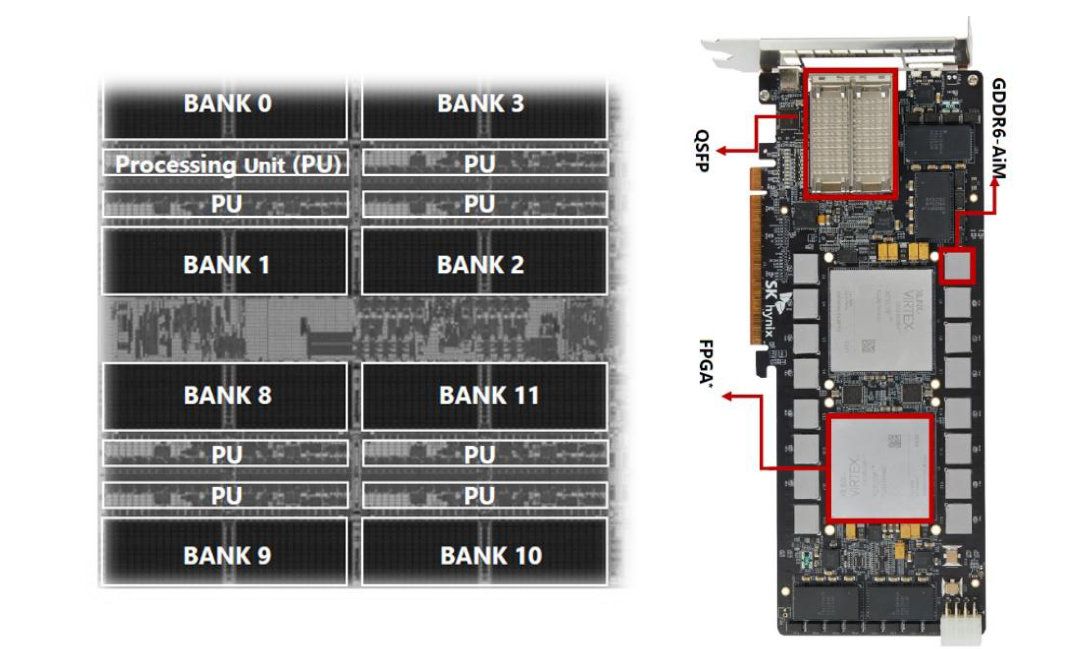 BANK 0
BANK 3
Processing Unit (PU)
PU
PU
PU
BANK 1
BANK 2
BANK 8
BANK 11
PU
PU
PU
PU
BANK 9
BANK 10
QSFP
GDDR6-AiM
SK hynix
VIRTEX
FPGA*
VIRTEX